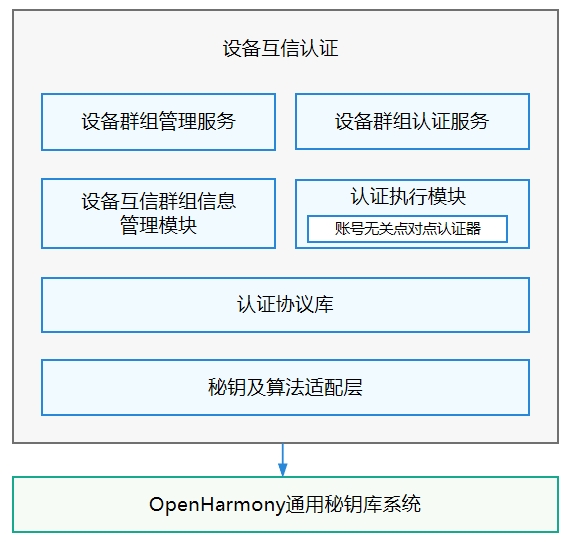 设备互信认证
设备群组管理服务
设备群组认证服务
设备互信群组信息
管理模块
认证执行模块
账号无关点对点认证器
认证协议库
秘钥及算法适配层
OpenHarmony通用秘钥库系统